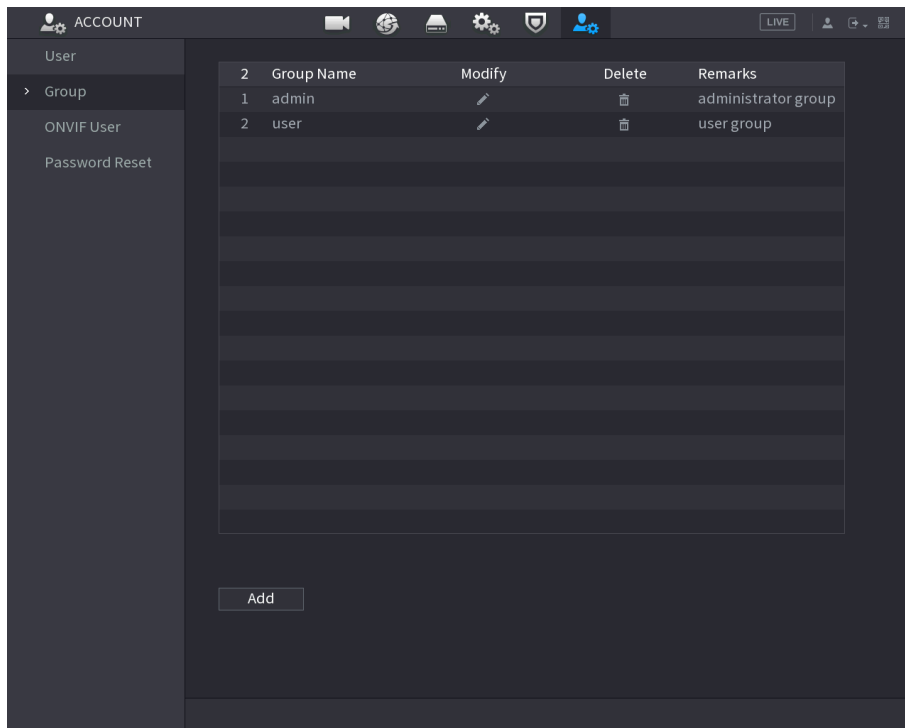 ACCOUNT LIVE
User
Group
ONVIF User
Password Reset
2 Group Name Modify Delete Remarks
1 admin administrator group
2 user user group
Add